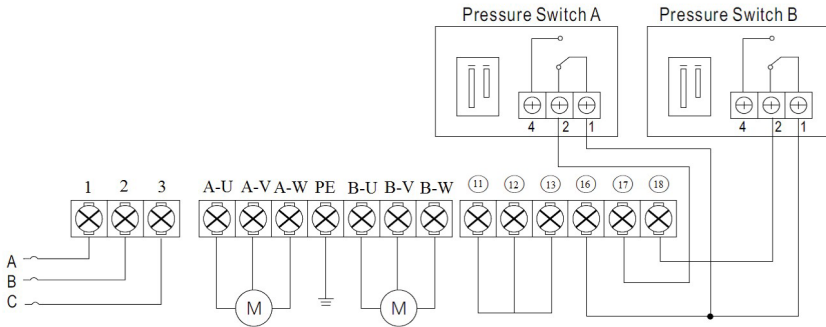 Pressure Switch A Pressure Switch B
4 2 1 4 2 1
1 2 3 A-U A-V A-W PE B-U B-V B-W 11 12 13 16 17 18
A
B
C
M M